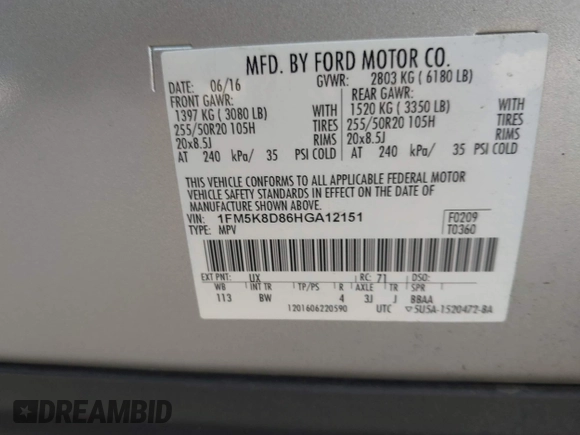 MFD. BY FORD MOTOR CO.
DATE: 06/16 GVWR: 2803 KG ( 6180 LB)
FRONT GAWR: REAR GAWR:
1397 KG ( 3080 LB) WITH 1520 KG ( 3350 LB) WITH
255/50R20 105H TIRES 255/50R20 105H TIRES
20x8.5J RIMS 20x8.5J RIMS
AT 240 kPa/ 35 PSI COLD AT 240 kPa/ 35 PSI COLD
THIS VEHICLE CONFORMS TO ALL APPLICABLE FEDERAL MOTOR
VEHICLE SAFETY STANDARDS IN EFFECT ON THE DATE OF
MANUFACTURE SHOWN ABOVE.
VIN: 1FM5K8D86HGA12151 F0209
TYPE: MPV T0360
EXT PNT: UX RC: 71 DSO:
WB INT TR TP/PS R AXLE TR SPR
113 BW 4 3J J BBAA
1201606220590 UTC 5U5A-1520472-BA
DREAMBID